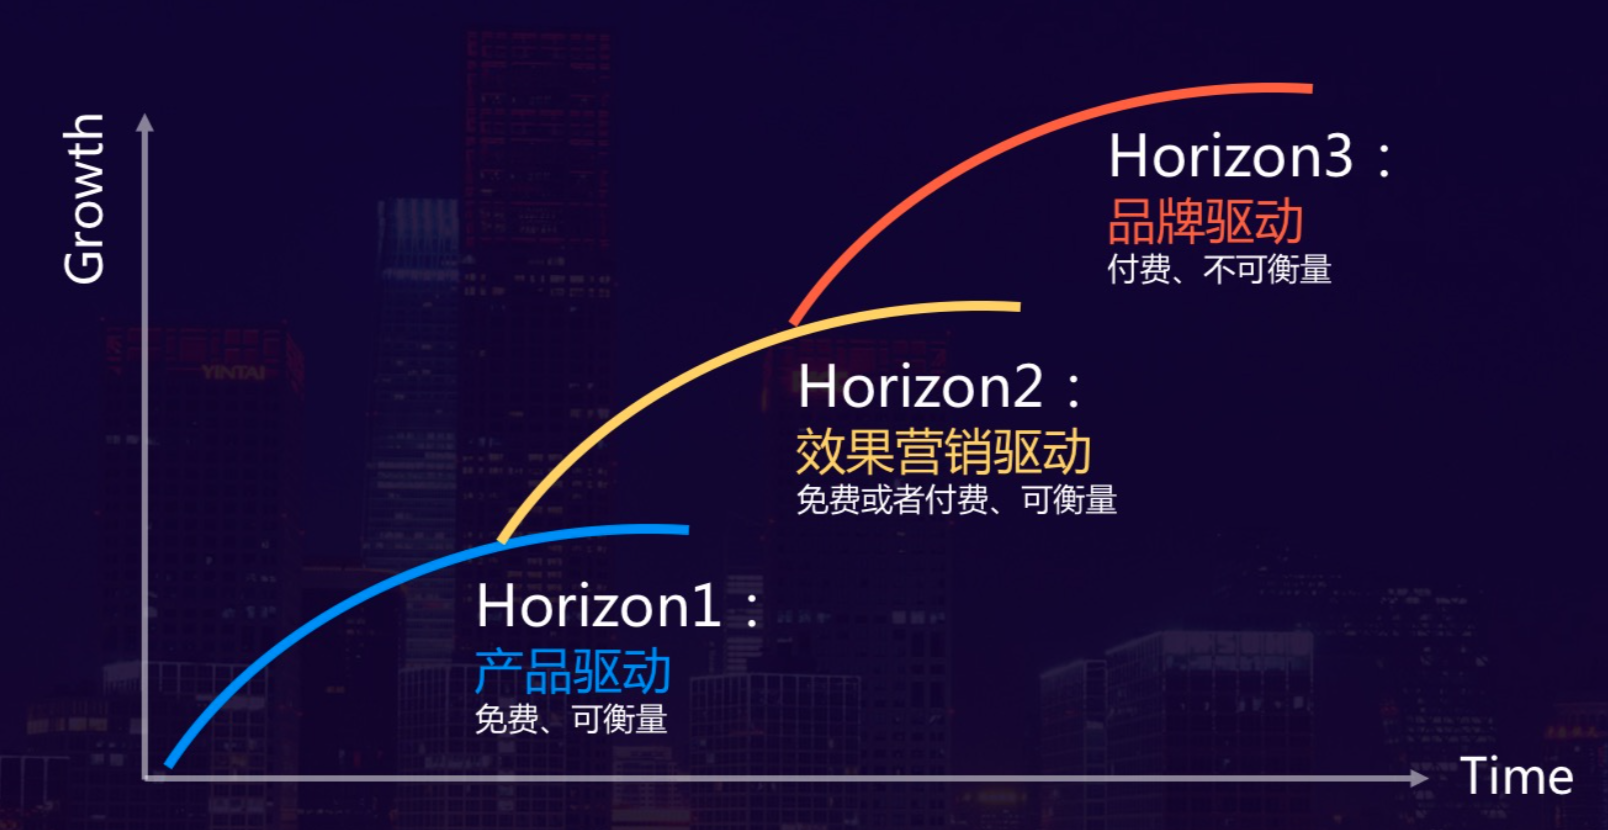 Growth
Horizon3：
品牌驱动
付费、不可衡量
YINTAI
Horizon2：
效果营销驱动
免费或者付费、可衡量
Horizon1：
产品驱动
免费、可衡量
Time